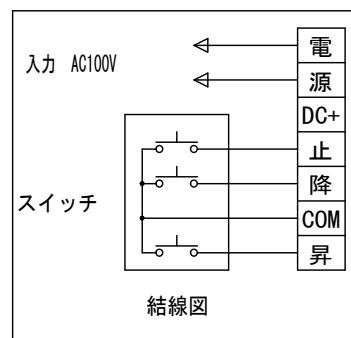 電
入力 AC100V
源
DC+
止
降
スイッチ
COM
昇
結線図